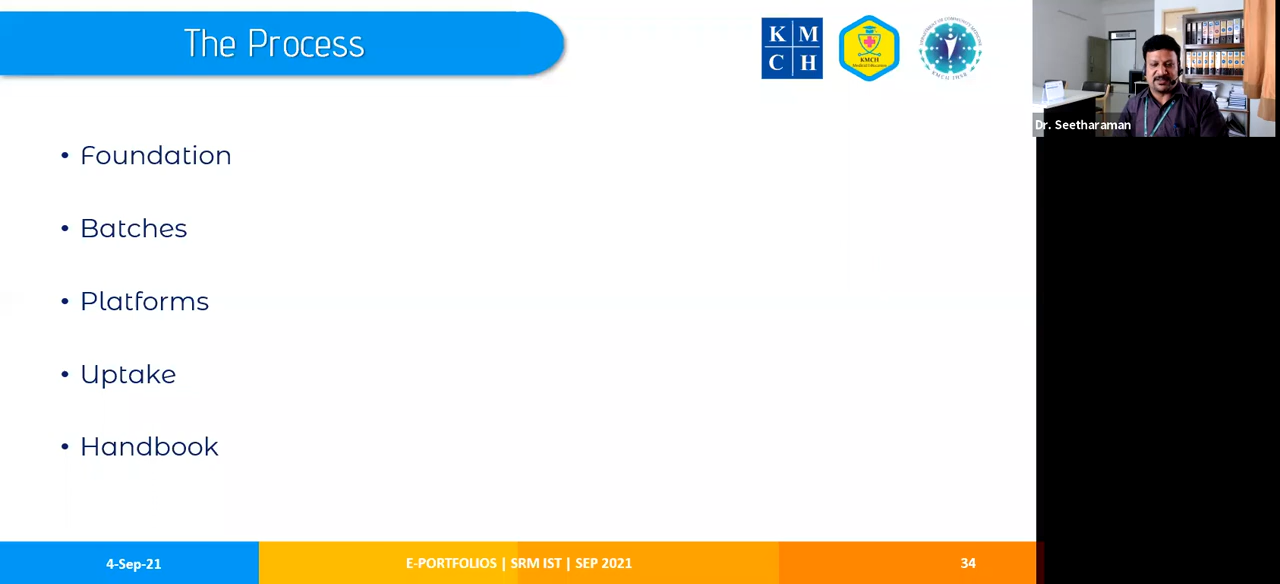 The Process
K M
C H
KMCH
Dr. Seetharaman
• Foundation
• Batches
• Platforms
• Uptake
• Handbook
4-Sep-21
E-PORTFOLIOS | SRM IST | SEP 2021
34